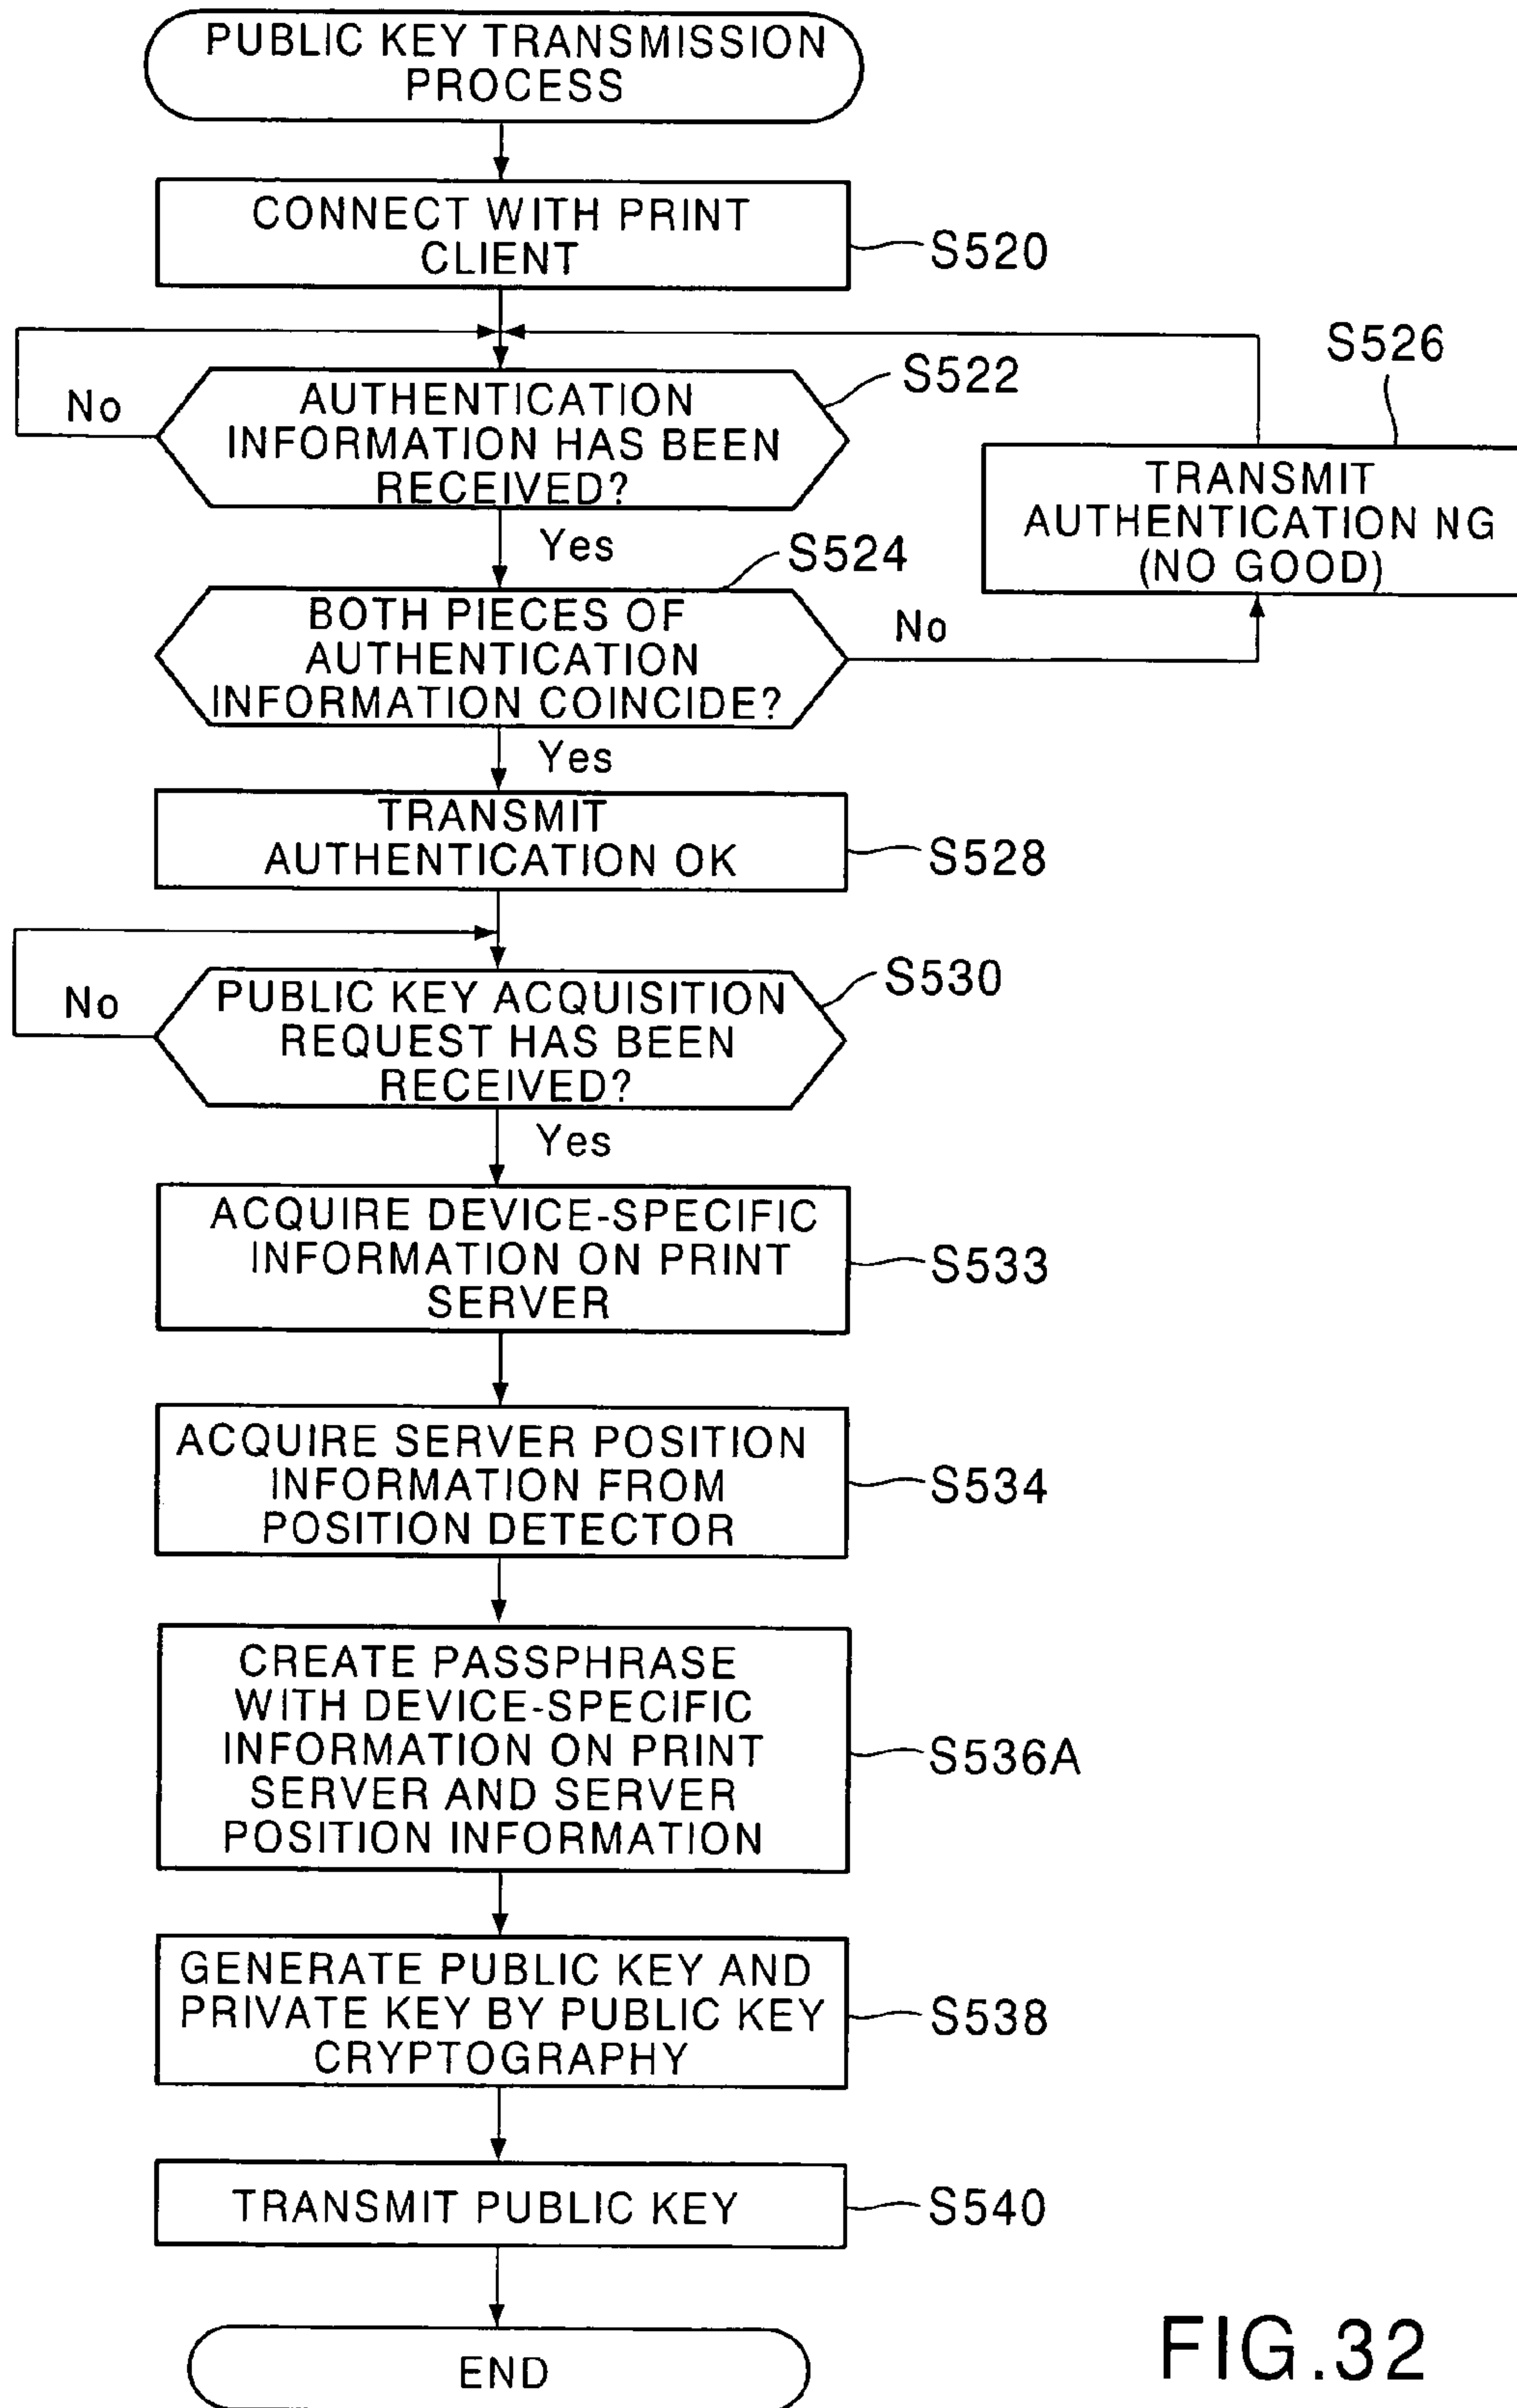 PUBLIC KEY TRANSMISSION
PROCESS
CONNECT WITH PRINT
CLIENT
S520
S526
S522
No
AUTHENTICATION
INFORMATION HAS BEEN
RECEIVED?
TRANSMIT
AUTHENTICATION NG
(NO GOOD)
Yes
S524
BOTH PIECES OF
AUTHENTICATION
INFORMATION COINCIDE?
No
Yes
TRANSMIT
AUTHENTICATION OK
S528
S530
No
PUBLIC KEY ACQUISITION
REQUEST HAS BEEN
RECEIVED?
Yes
ACQUIRE DEVICE-SPECIFIC
INFORMATION ON PRINT
SERVER
S533
ACQUIRE SERVER POSITION
INFORMATION FROM
POSITION DETECTOR
S534
CREATE PASSPHRASE
WITH DEVICE-SPECIFIC
INFORMATION ON PRINT
SERVER AND SERVER
POSITION INFORMATION
S536A
GENERATE PUBLIC KEY AND
PRIVATE KEY BY PUBLIC KEY
CRYPTOGRAPHY
S538
TRANSMIT PUBLIC KEY
S540
END
FIG.32